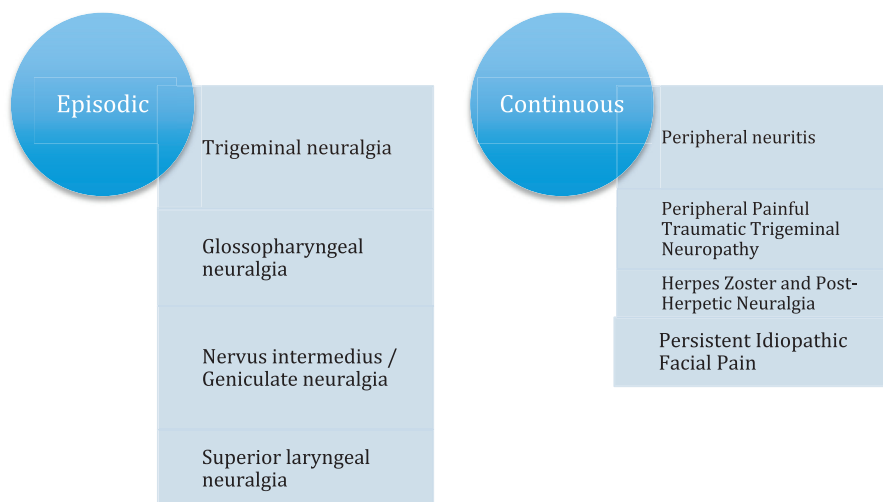 Episodic
Trigeminal neuralgia
Glossopharyngeal
neuralgia
Nervus intermedius /
Geniculate neuralgia
Superior laryngeal
neuralgia
Continuous
Peripheral neuritis
Peripheral Painful
Traumatic Trigeminal
Neuropathy
Herpes Zoster and Post-
Herpetic Neuralgia
Persistent Idiopathic
Facial Pain